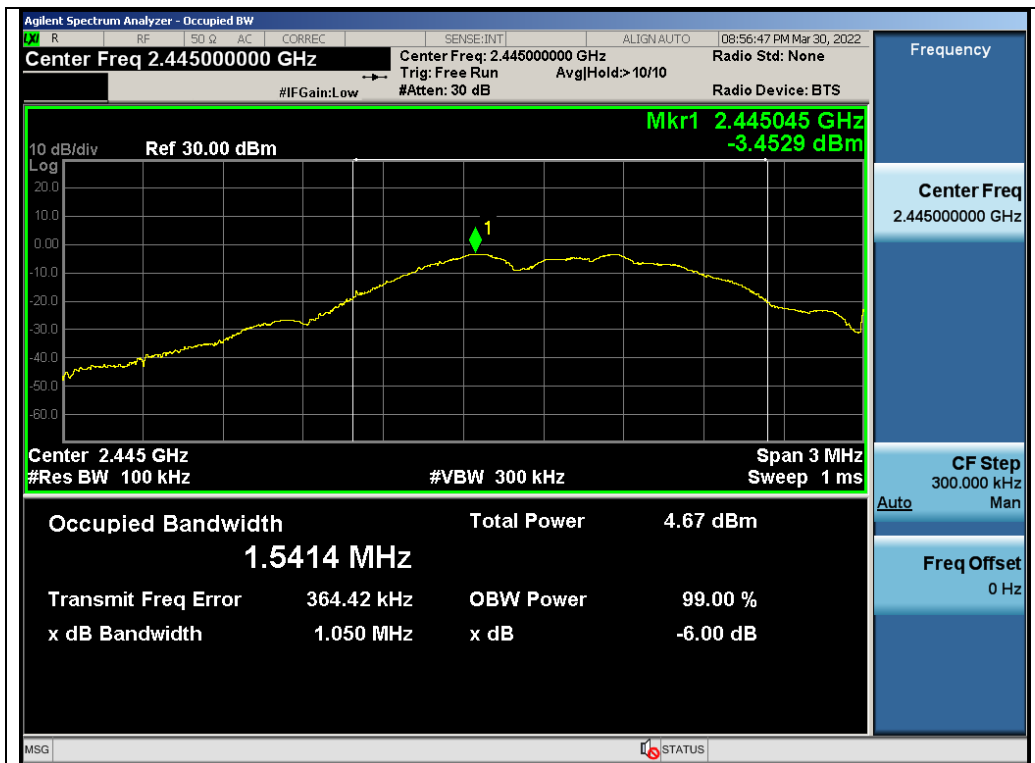 Agilent Spectrum Analyzer - Occupied BW
LXI R RF 50 Ω AC CORREC SENSE:INT ALIGNAUTO 08:56:47 PM Mar 30, 2022
Center Freq 2.445000000 GHz
Center Freq: 2.445000000 GHz
Radio Std: None
Trig: Free Run Avg|Hold:> 10/10
#IFGain:Low
#Atten: 30 dB
Radio Device: BTS
Mkr1 2.445045 GHz
-3.4529 dBm
10 dB/div Ref 30.00 dBm
Log
20.0
10.0
0.00
-10.0
-20.0
-30.0
-40.0
-50.0
-60.0
1
Center 2.445 GHz
Span 3 MHz
#Res BW 100 kHz
#VBW 300 kHz
Sweep 1 ms
Occupied Bandwidth
1.5414 MHz
Total Power 4.67 dBm
Transmit Freq Error 364.42 kHz
OBW Power 99.00 %
x dB Bandwidth 1.050 MHz
x dB -6.00 dB
Frequency
Center Freq
2.445000000 GHz
CF Step
300.000 kHz
Auto Man
Freq Offset
0 Hz
MSG
STATUS